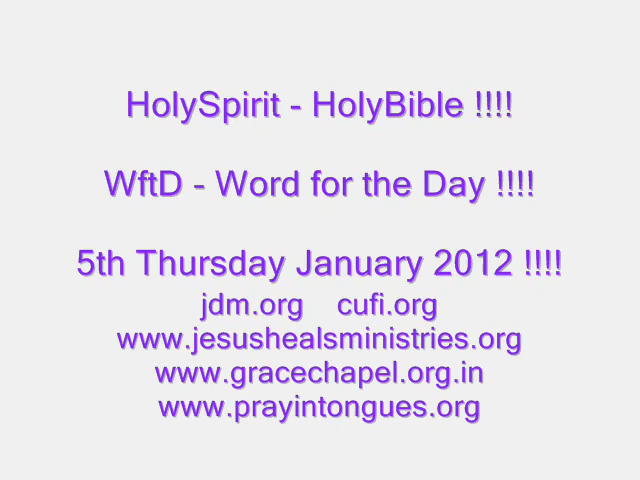 HolySpirit - HolyBible !!!!
WftD - Word for the Day !!!!
5th Thursday January 2012 !!!!
jdm.org cufi.org
www.jesushealsministries.org
www.gracechapel.org.in
www.prayintongues.org